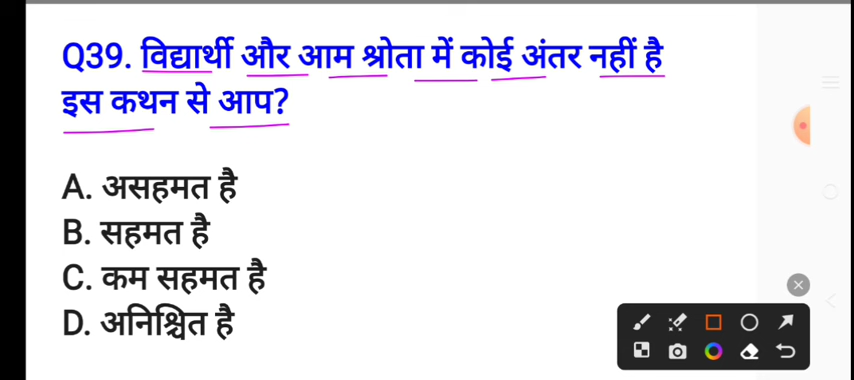 Q39. विद्यार्थी और आम श्रोता में कोई अंतर नहीं है
इस कथन से आप?
A. असहमत है
B. सहमत है
C. कम सहमत है
D. अनिश्चित है